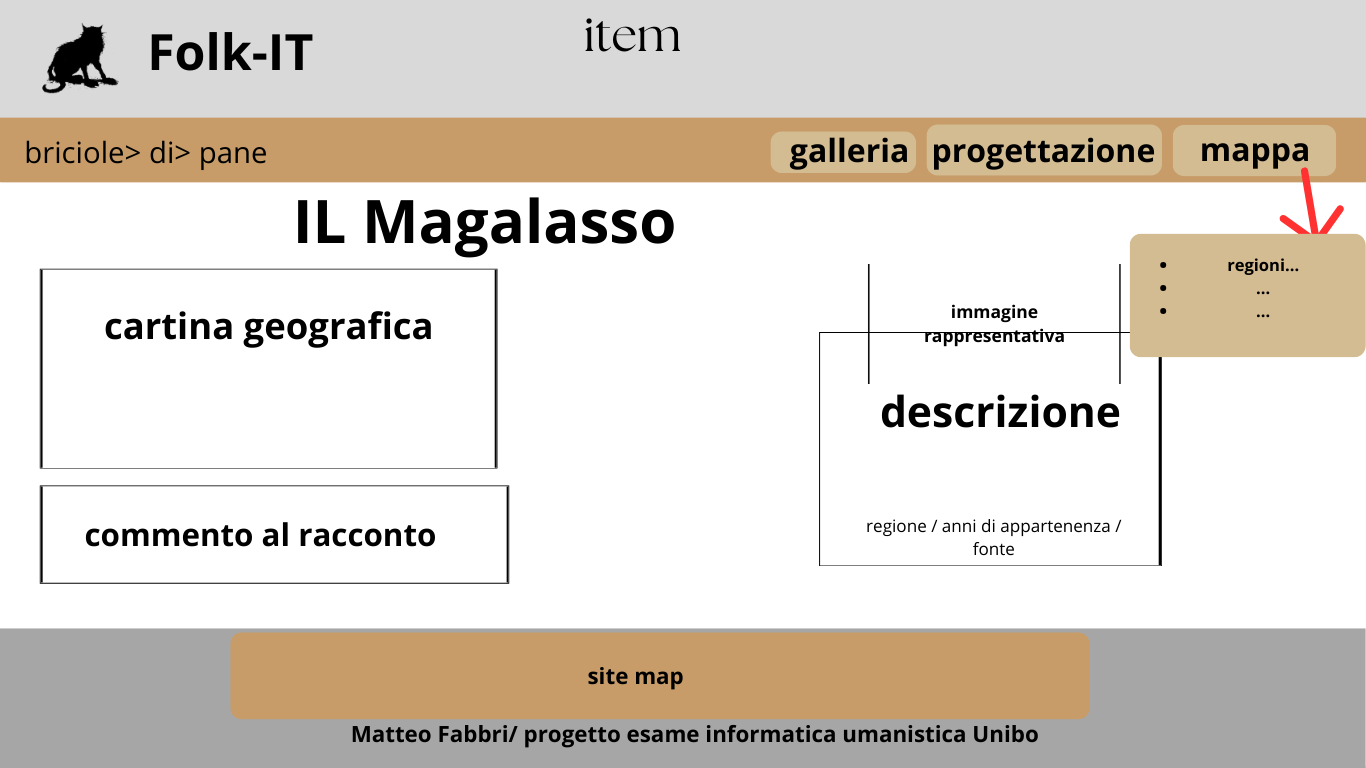 Folk-IT
item
briciole> di> pane
galleria
progettazione
mappa
IL Magalasso
• regioni...
• ...
• ...
cartina geografica
immagine
rappresentativa
descrizione
regione / anni di appartenenza /
fonte
commento al racconto
site map
Matteo Fabbri/ progetto esame informatica umanistica Unibo